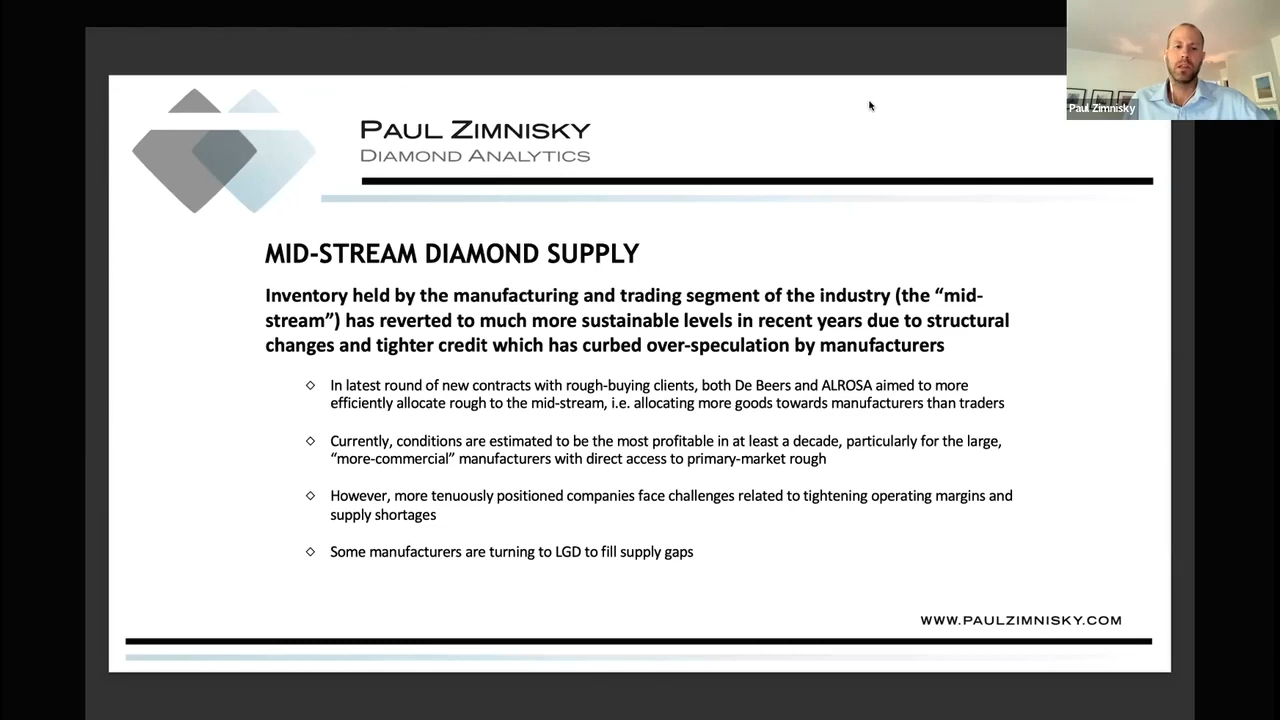 Paul Zimnisky
PAUL ZIMNISKY
DIAMOND ANALYTICS
MID-STREAM DIAMOND SUPPLY
Inventory held by the manufacturing and trading segment of the industry (the “mid-
stream”) has reverted to much more sustainable levels in recent years due to structural
changes and tighter credit which has curbed over-speculation by manufacturers
◇ In latest round of new contracts with rough-buying clients, both De Beers and ALROSA aimed to more
efficiently allocate rough to the mid-stream, i.e. allocating more goods towards manufacturers than traders
◇ Currently, conditions are estimated to be the most profitable in at least a decade, particularly for the large,
“more-commercial” manufacturers with direct access to primary-market rough
◇ However, more tenuously positioned companies face challenges related to tightening operating margins and
supply shortages
◇ Some manufacturers are turning to LGD to fill supply gaps
WWW.PAULZIMNISKY.COM